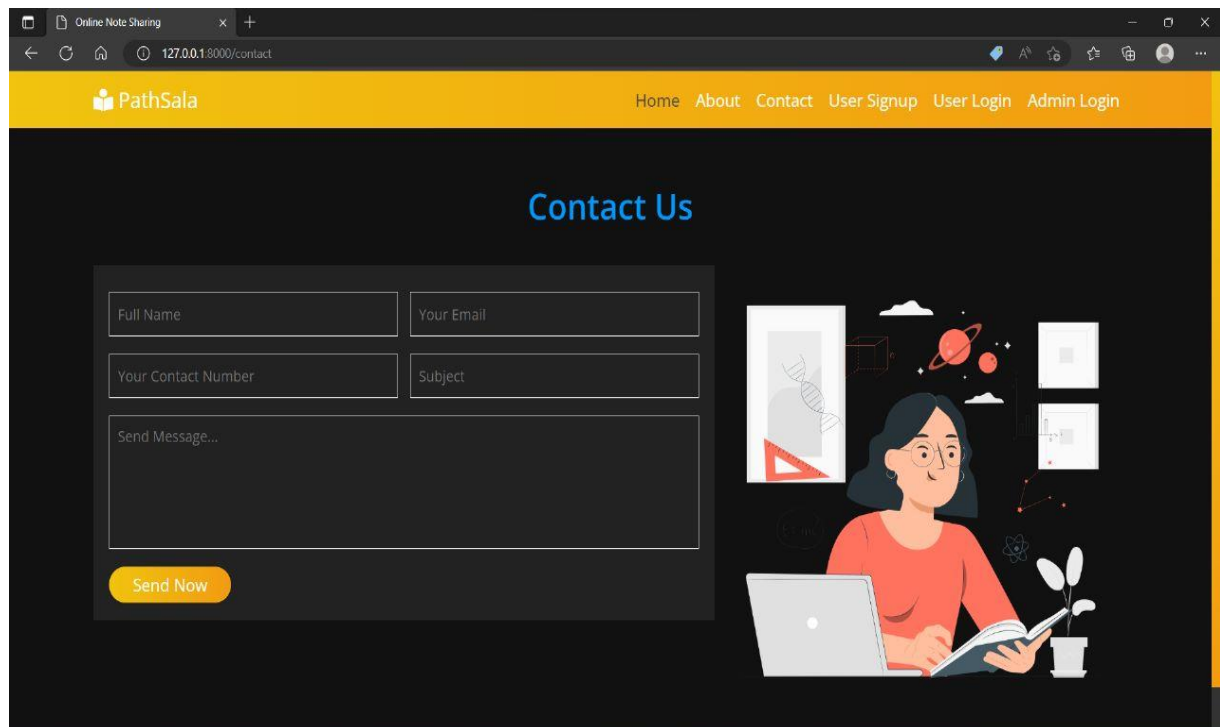 Online Note Sharing
127.0.0.1:8000/contact
PathSala
Home About Contact User Signup User Login Admin Login
Contact Us
Full Name Your Email
Your Contact Number Subject
Send Message...
Send Now